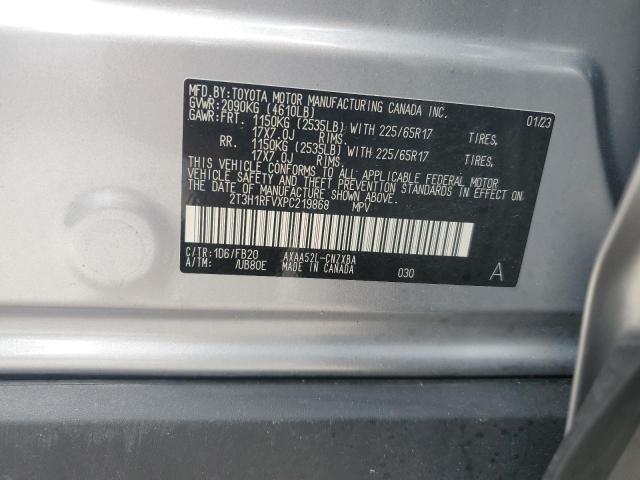 MFD.BY:TOYOTA MOTOR MANUFACTURING CANADA INC.
GVWR:2090KG (4610LB) 01/23
GAWR:FRT. 1150KG (2535LB) WITH 225/65R17 TIRES,
17X7.0J RIMS.
RR. 1150KG (2535LB) WITH 225/65R17 TIRES,
17X7.0J RIMS.
THIS VEHICLE CONFORMS TO ALL APPLICABLE FEDERAL MOTOR
VEHICLE SAFETY AND THEFT PREVENTION STANDARDS IN EFFECT ON
THE DATE OF MANUFACTURE SHOWN ABOVE.
2T3H1RFVXPC219868 MPV
C/TR:1D6/FB20 AXAA52L-CNZXBA
A/TM: /UB80E MADE IN CANADA 030 A